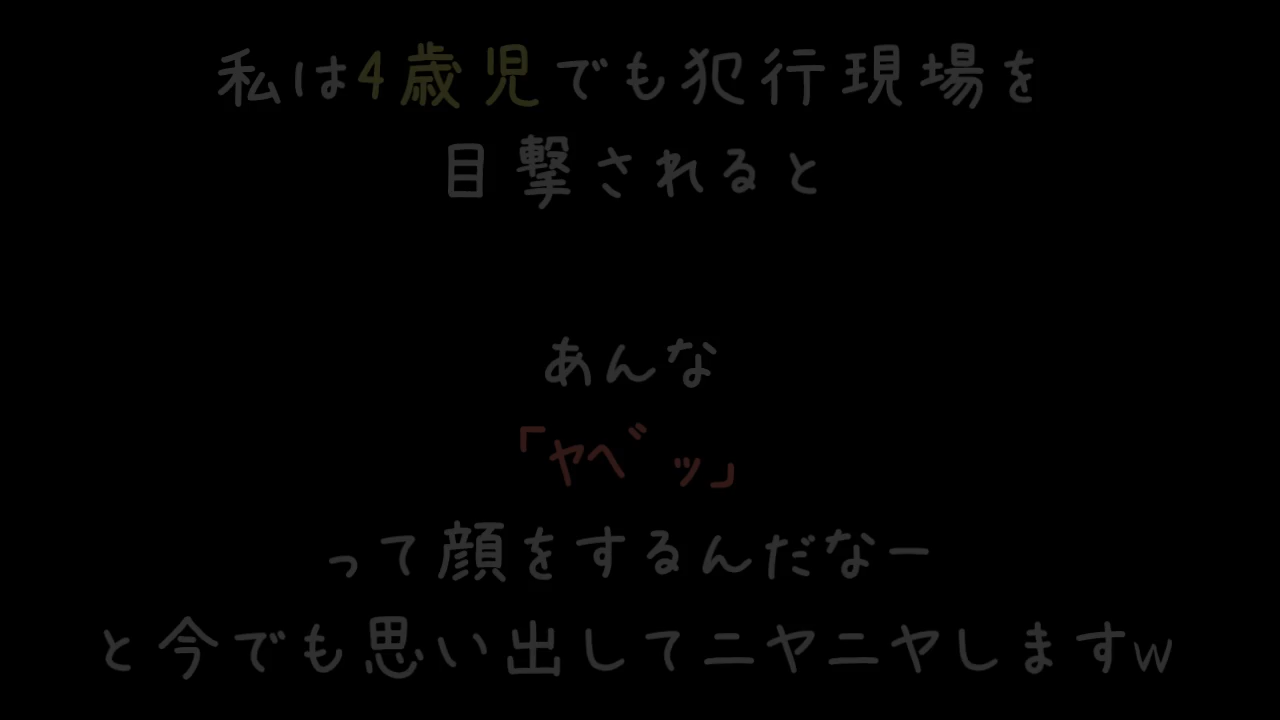 私は4歳児でも犯行現場を
目撃されると
あんな
「ヤベッ」
って顔をするんだなー
と今でも思い出してニヤニヤしますw